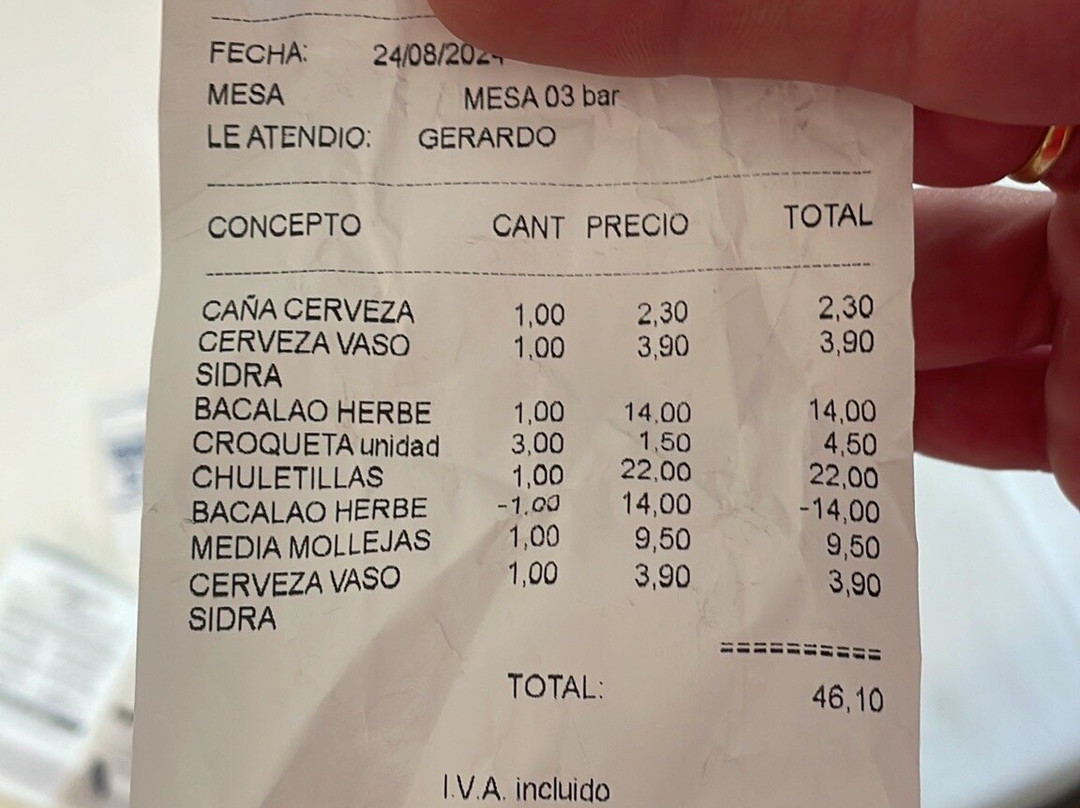 FECHA: 24/08/2024
MESA MESA 03 bar
LE ATENDIO: GERARDO
CONCEPTO CANT PRECIO TOTAL
CAÑA CERVEZA 1,00 2,30 2,30
CERVEZA VASO 1,00 3,90 3,90
SIDRA
BACALAO HERBE 1,00 14,00 14,00
CROQUETA unidad 3,00 1,50 4,50
CHULETILLAS 1,00 22,00 22,00
BACALAO HERBE -1,00 14,00 -14,00
MEDIA MOLLEJAS 1,00 9,50 9,50
CERVEZA VASO 1,00 3,90 3,90
SIDRA
==========
TOTAL: 46,10
I.V.A. incluido